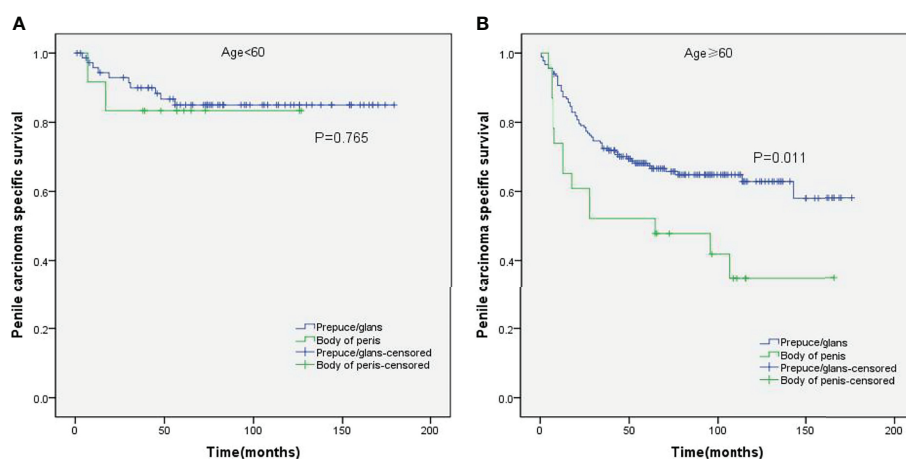 A
Age<60
P=0.765
Penile carcinoma specific survival
1.0
0.8
0.6
0.4
0.2
0.0
Prepuce/glans
Body of peris
Prepuce/glans-censored
Body of peris-censored
0
50
100
150
200
Time(months)
B
Age≥60
P=0.011
Penile carcinoma specific survival
1.0
0.8
0.6
0.4
0.2
0.0
Prepuce/glans
Body of penis
Prepuce/glans-censored
Body of penis-censored
0
50
100
150
200
Time(months)